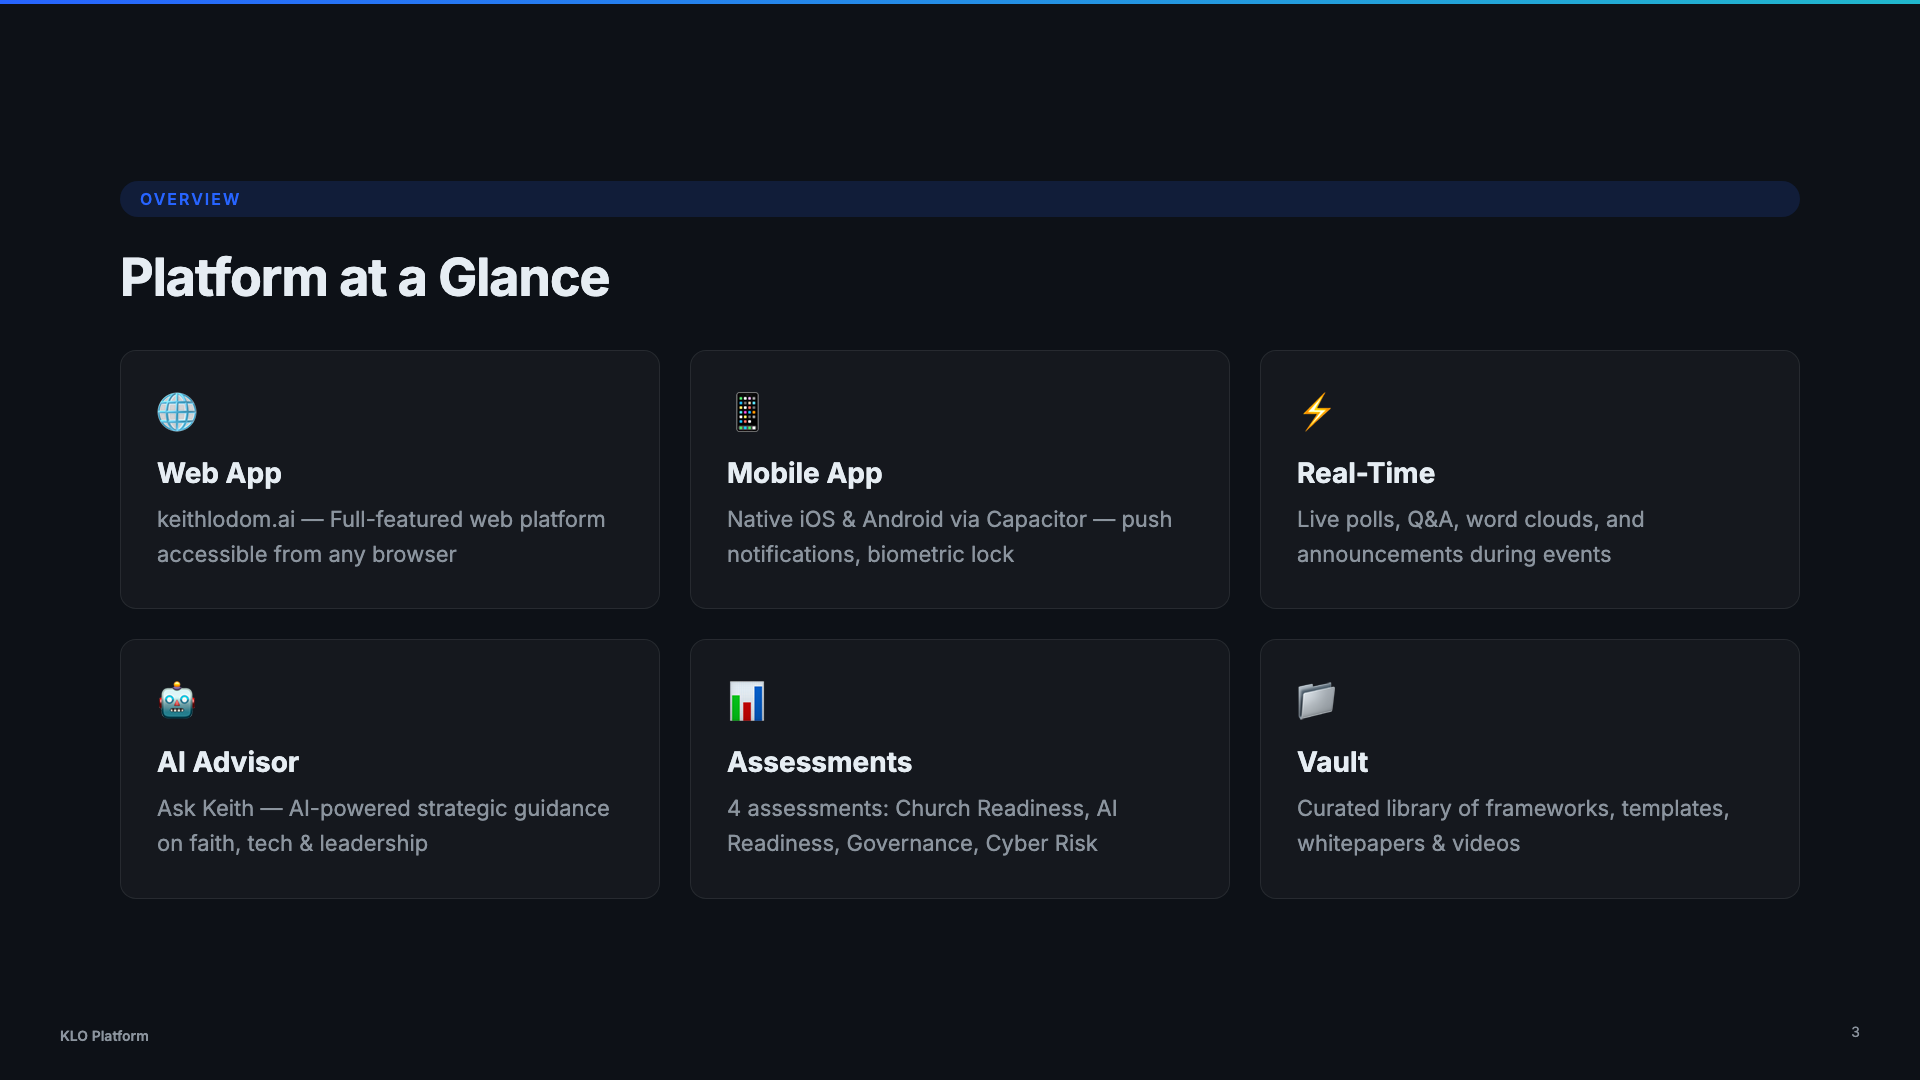 OVERVIEW
Platform at a Glance
Web App
keithlodom.ai — Full-featured web platform
accessible from any browser
Mobile App
Native iOS & Android via Capacitor — push
notifications, biometric lock
Real-Time
Live polls, Q&A, word clouds, and
announcements during events
AI Advisor
Ask Keith — AI-powered strategic guidance
on faith, tech & leadership
Assessments
4 assessments: Church Readiness, AI
Readiness, Governance, Cyber Risk
Vault
Curated library of frameworks, templates,
whitepapers & videos
KLO Platform
3